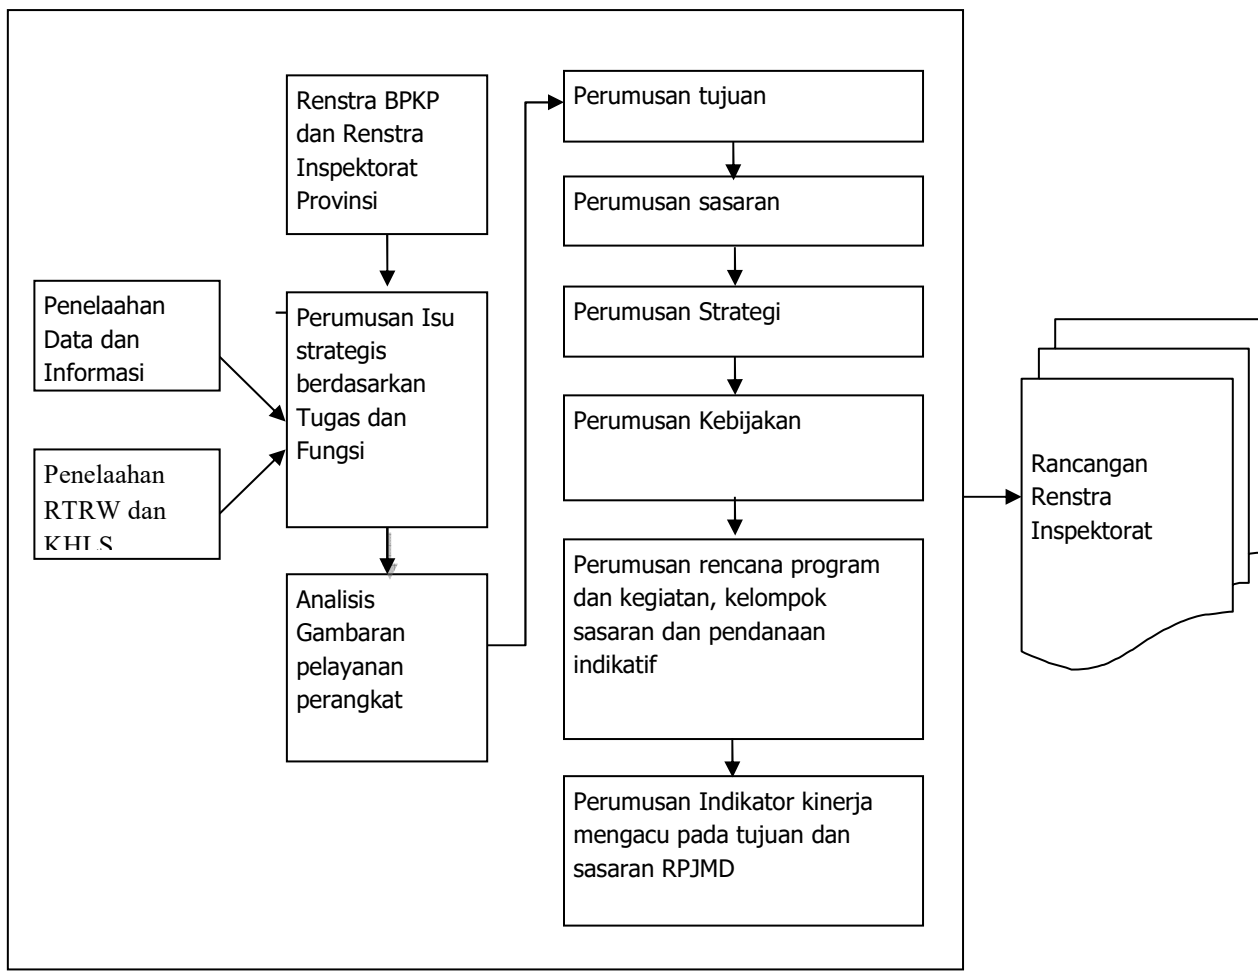 Renstra BPKP
dan Renstra
Inspektorat
Provinsi
Penelaahan
Data dan
Informasi
Penelaahan
RTRW dan
KHLS
Perumusan Isu
strategis
berdasarkan
Tugas dan
Fungsi
Analisis
Gambaran
pelayanan
perangkat
Perumusan tujuan
Perumusan sasaran
Perumusan Strategi
Perumusan Kebijakan
Perumusan rencana program
dan kegiatan, kelompok
sasaran dan pendanaan
indikatif
Perumusan Indikator kinerja
mengacu pada tujuan dan
sasaran RPJMD
Rancangan
Renstra
Inspektorat